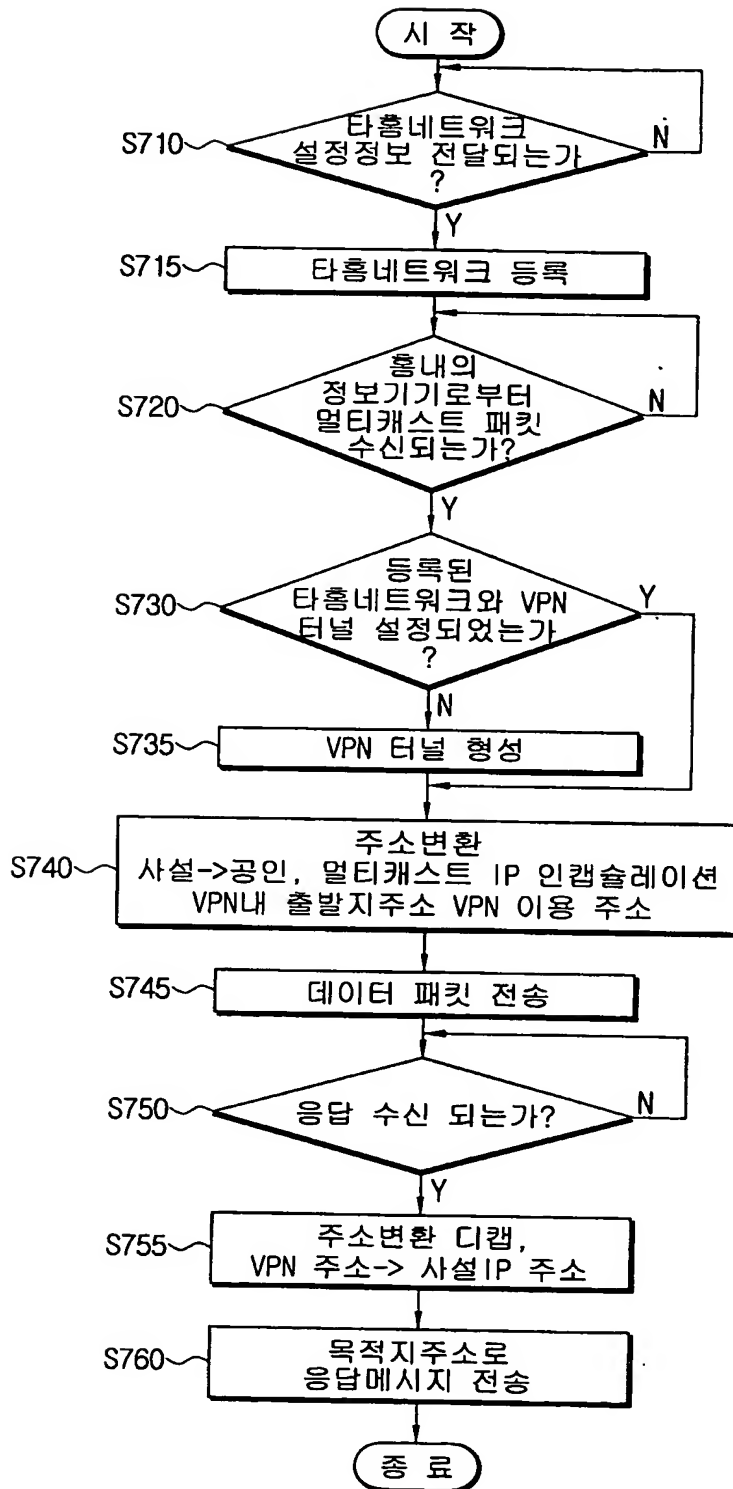 시 작
S710
타홈네트워크
설정정보 전달되는가
?
N
Y
S715
타홈네트워크 등록
S720
홈내의
정보기기로부터
멀티캐스트 패킷
수신되는가?
N
Y
S730
등록된
타홈네트워크와 VPN
터널 설정되었는가
?
Y
N
S735
VPN 터널 형성
S740
주소변환
사설->공인, 멀티캐스트 IP 인캡슐레이션
VPN내 출발지주소 VPN 이용 주소
S745
데이터 패킷 전송
S750
응답 수신 되는가?
N
Y
S755
주소변환 디캡,
VPN 주소-> 사설IP 주소
S760
목적지주소로
응답메시지 전송
종 료